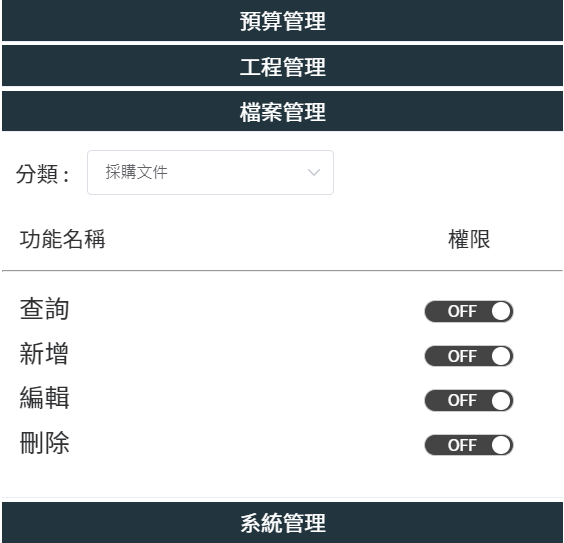 預算管理
工程管理
檔案管理
分類： 採購文件
功能名稱 權限
查詢 OFF
新增 OFF
編輯 OFF
刪除 OFF
系統管理